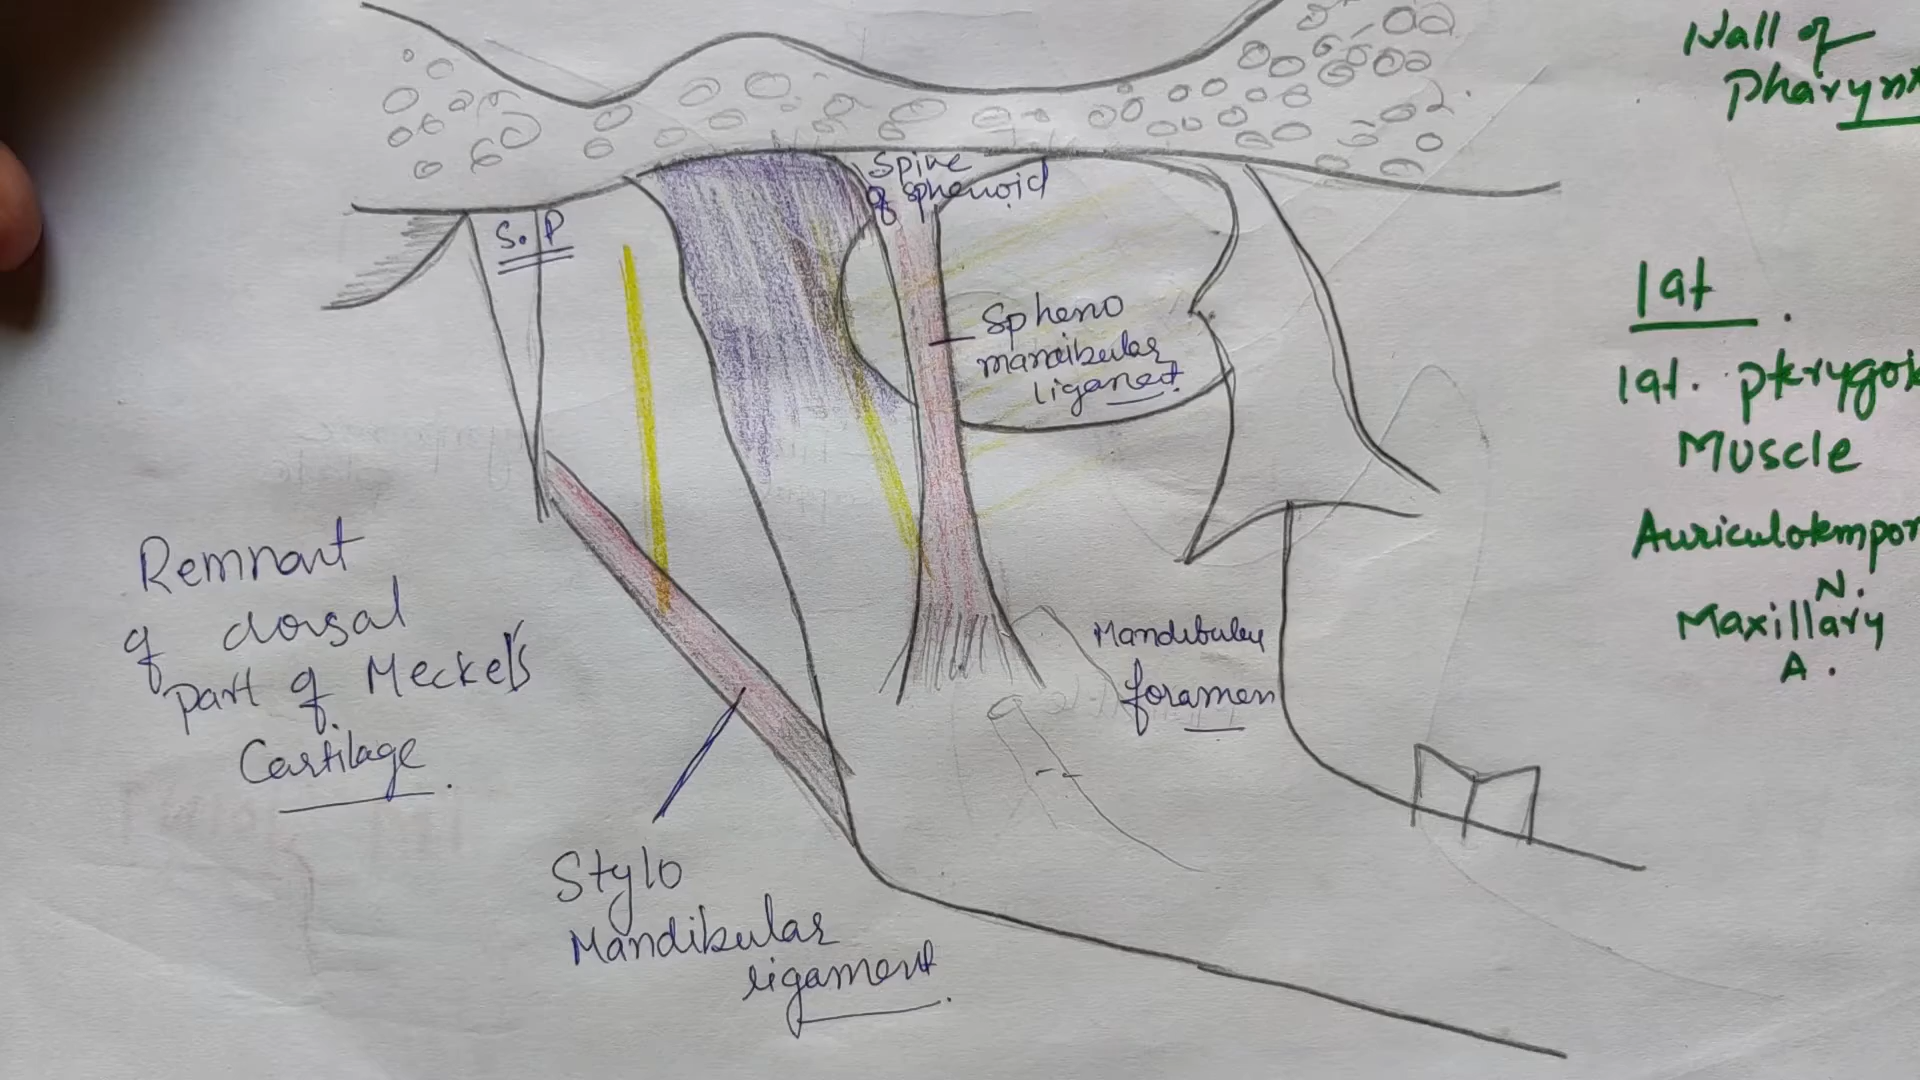 Wall of
Pharynx
Spine
of sphenoid
S.P
Spheno
mandibular
ligament
lat.
lat. pterygoi
Muscle
Auriculotempor
N.
Maxillary
A.
Remnant
of dorsal
part of Meckel's
Cartilage.
Mandibular
foramen
Stylo
Mandibular
ligament.